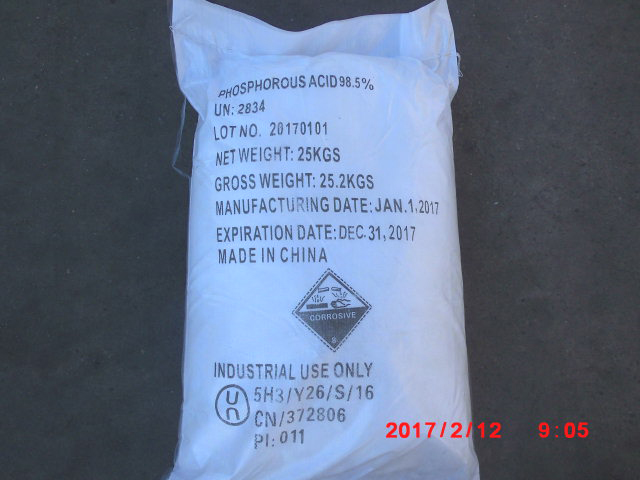 PHOSPHOROUS ACID 98.5%
UN: 2834
LOT NO. 20170101
NET WEIGHT: 25KGS
GROSS WEIGHT: 25.2KGS
MANUFACTURING DATE: JAN.1,2017
EXPIRATION DATE: DEC.31,2017
MADE IN CHINA
CORROSIVE
8
INDUSTRIAL USE ONLY
un
5H3/Y26/S/16
CN/372806
PI: 011
2017/2/12 9:05